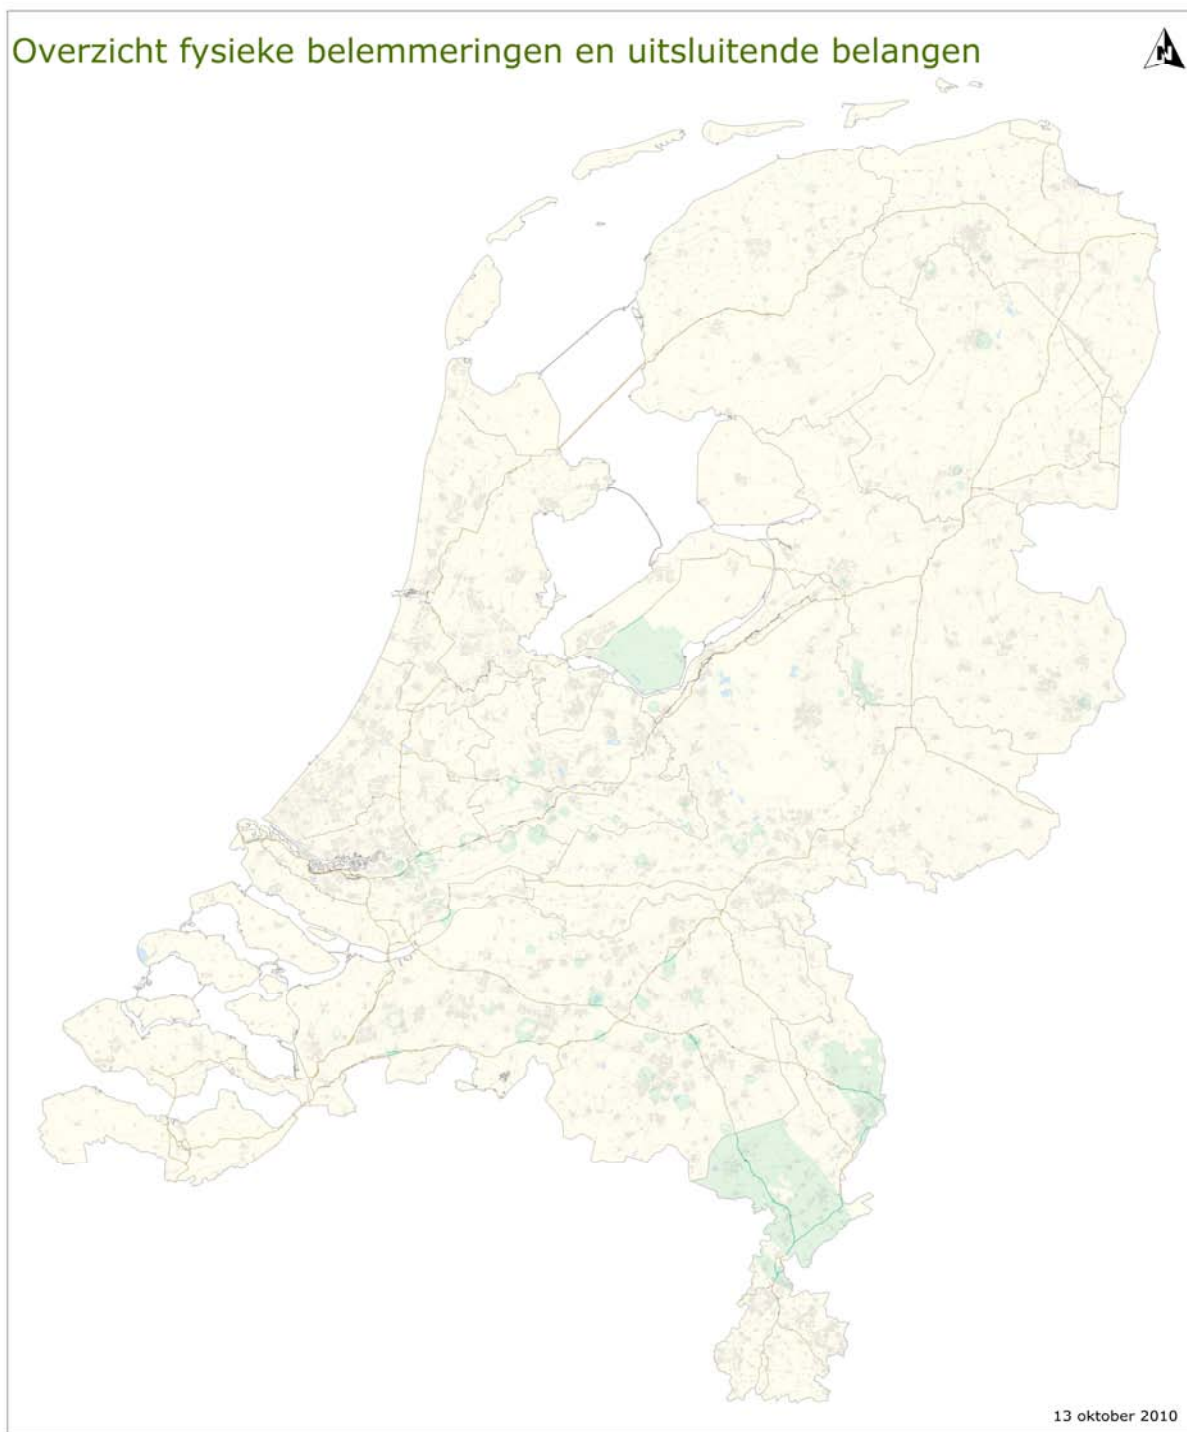 Overzicht fysieke belemmeringen en uitsluitende belangen
N
13 oktober 2010